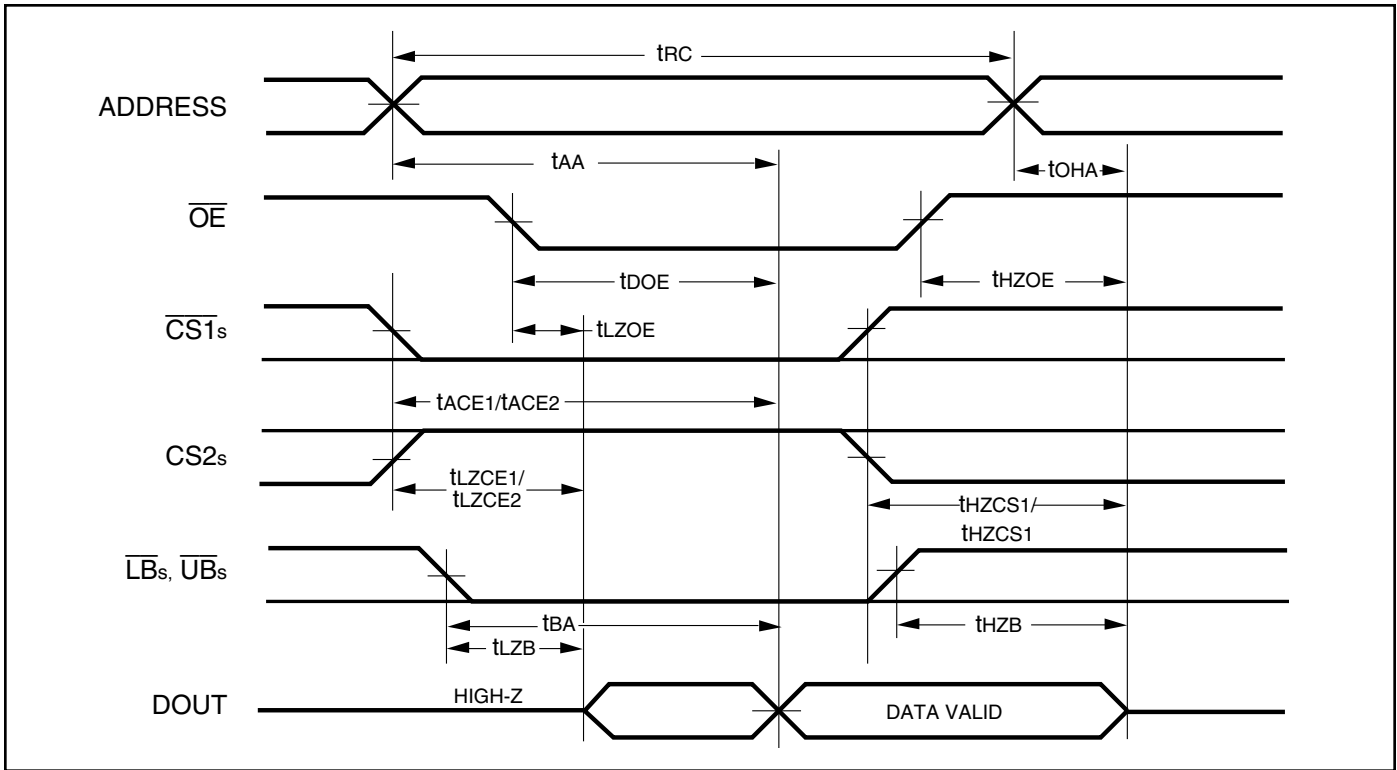 tRC
ADDRESS
tAA
tOHA
OE
tDOE
tHZOE
CS1s
tLZOE
tACE1/tACE2
CS2s
tLZCE1/
tLZCE2
tHZCS1/
tHZCS1
LBs, UBs
tBA
tHZB
tLZB
HIGH-Z
DOUT
DATA VALID